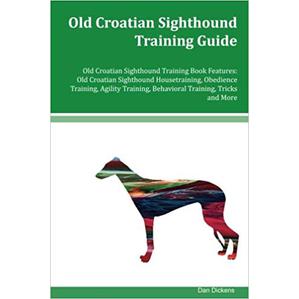 Old Croatian Sighthound
Training Guide
Old Croatian Sighthound Training Book Features:
Old Croatian Sighthound Housetraining, Obedience
Training, Agility Training, Behavioral Training, Tricks
and More
Dan Dickens